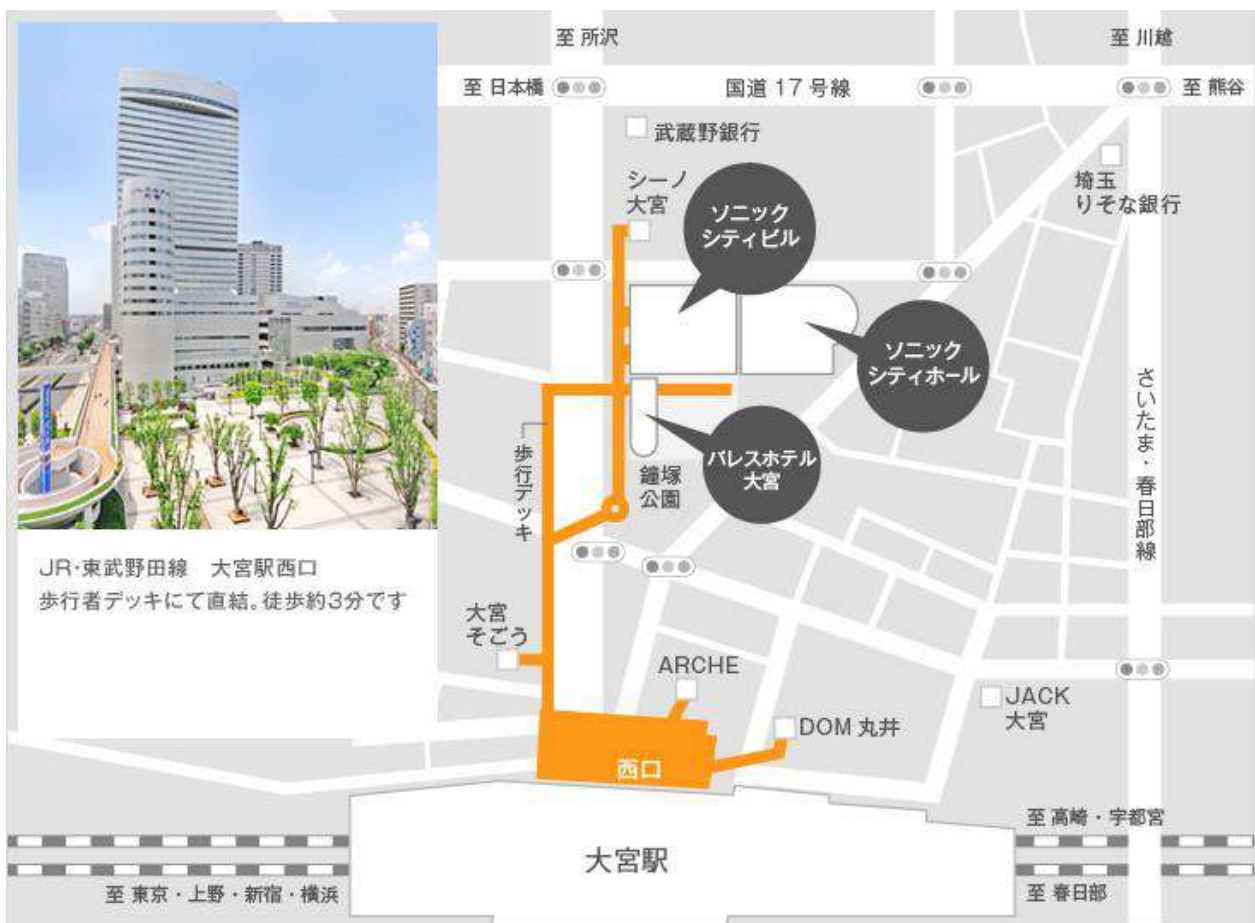 至 所沢
至 川越
至 日本橋
国道 17 号線
至 熊谷
武蔵野銀行
シーノ
大宮
ソニック
シティビル
埼玉
りそな銀行
ソニック
シティホール
さいたま・春日部線
パレスホテル
大宮
歩行デッキ
鐘塚
公園
JR・東武野田線　大宮駅西口
歩行者デッキにて直結。徒歩約3分です
大宮
そごう
ARCHE
JACK
大宮
DOM 丸井
西口
至 高崎・宇都宮
大宮駅
至 東京・上野・新宿・横浜
至 春日部